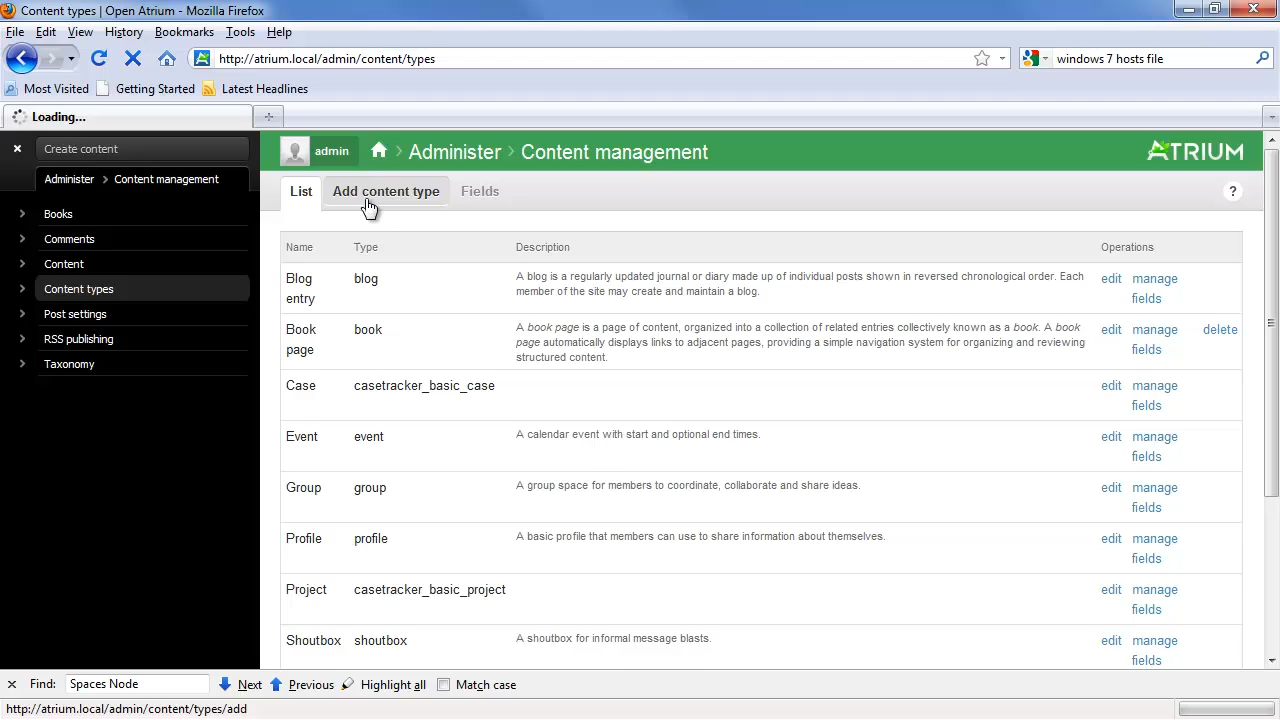 Content types | Open Atrium - Mozilla Firefox
File Edit View History Bookmarks Tools Help
http://atrium.local/admin/content/types
windows 7 hosts file
Most Visited Getting Started Latest Headlines
Loading...
Create content
admin Administer Content management ATRIUM
Administer Content management
List Add content type Fields ?
Books
Comments
Content
Content types
Post settings
RSS publishing
Taxonomy
Name Type Description Operations
Blog entry blog A blog is a regularly updated journal or diary made up of individual posts shown in reversed chronological order. Each edit manage
member of the site may create and maintain a blog. fields
Book page book A book page is a page of content, organized into a collection of related entries collectively known as a book. A book edit manage delete
page automatically displays links to adjacent pages, providing a simple navigation system for organizing and reviewing fields
structured content.
Case casetracker_basic_case edit manage
fields
Event event A calendar event with start and optional end times. edit manage
fields
Group group A group space for members to coordinate, collaborate and share ideas. edit manage
fields
Profile profile A basic profile that members can use to share information about themselves. edit manage
fields
Project casetracker_basic_project edit manage
fields
Shoutbox shoutbox A shoutbox for informal message blasts. edit manage
fields
Find: Spaces Node Next Previous Highlight all Match case
http://atrium.local/admin/content/types/add